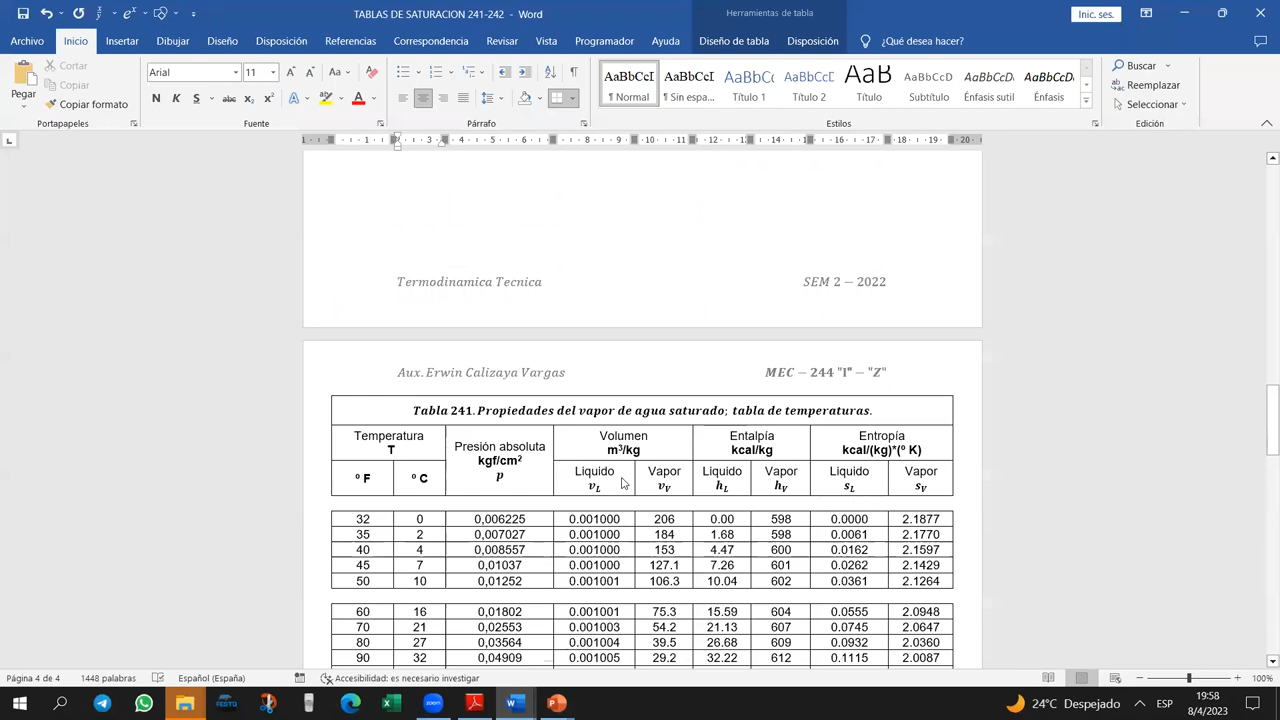 TABLAS DE SATURACION 241-242 - Word
Herramientas de tabla
Inic. ses.
Archivo Inicio Insertar Dibujar Diseño Disposición Referencias Correspondencia Revisar Vista Programador Ayuda Diseño de tabla Disposición ¿Qué desea hacer?
Pegar
Cortar
Copiar
Copiar formato
Portapapeles
Arial 11
Fuente
Párrafo
AaBbCcD AaBbCcD AaBbCc AaBbCcD AaB AaBbCcD AaBbCcD AaBbCcD
¶ Normal ¶ Sin espa... Título 1 Título 2 Título Subtítulo Énfasis sutil Énfasis
Estilos
Buscar
Reemplazar
Seleccionar
Edición
Termodinamica Tecnica SEM 2 − 2022
Aux. Erwin Calizaya Vargas MEC − 244 "I" − "Z"
Tabla 241. Propiedades del vapor de agua saturado; tabla de temperaturas.
Temperatura T Presión absoluta kgf/cm² p Volumen m³/kg Entalpía kcal/kg Entropía kcal/(kg)*(º K)
º F º C Liquido vL Vapor vV Liquido hL Vapor hV Liquido sL Vapor sV
32 0 0,006225 0.001000 206 0.00 598 0.0000 2.1877
35 2 0,007027 0.001000 184 1.68 598 0.0061 2.1770
40 4 0,008557 0.001000 153 4.47 600 0.0162 2.1597
45 7 0,01037 0.001000 127.1 7.26 601 0.0262 2.1429
50 10 0,01252 0.001001 106.3 10.04 602 0.0361 2.1264
60 16 0,01802 0.001001 75.3 15.59 604 0.0555 2.0948
70 21 0,02553 0.001003 54.2 21.13 607 0.0745 2.0647
80 27 0,03564 0.001004 39.5 26.68 609 0.0932 2.0360
90 32 0,04909 0.001005 29.2 32.22 612 0.1115 2.0087
Página 4 de 4 1448 palabras Español (España) Accesibilidad: es necesario investigar 100%
24°C Despejado ESP 19:58
8/4/2023